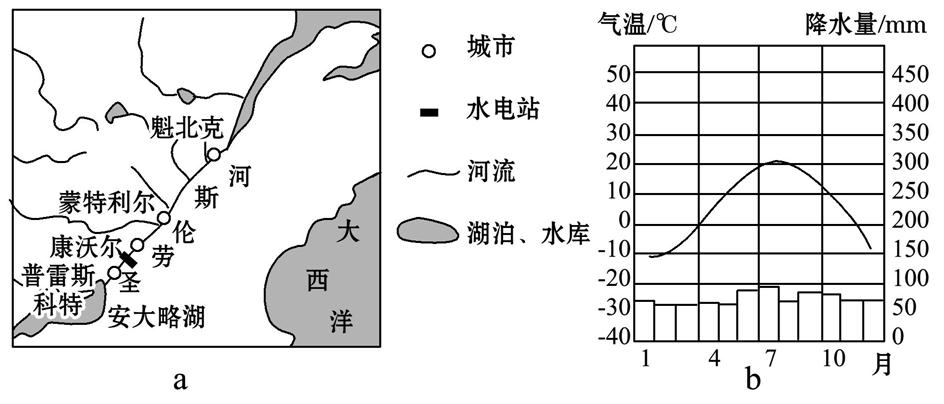 魁北克
河
斯
蒙特利尔
伦
康沃尔
劳
普雷斯
科特
圣
安大略湖
大
西
洋
城市
水电站
河流
湖泊、水库
a
气温/℃
降水量/mm
50
40
30
20
10
0
-10
-20
-30
-40
450
400
350
300
250
200
150
100
50
0
1
4
7
10
月
b